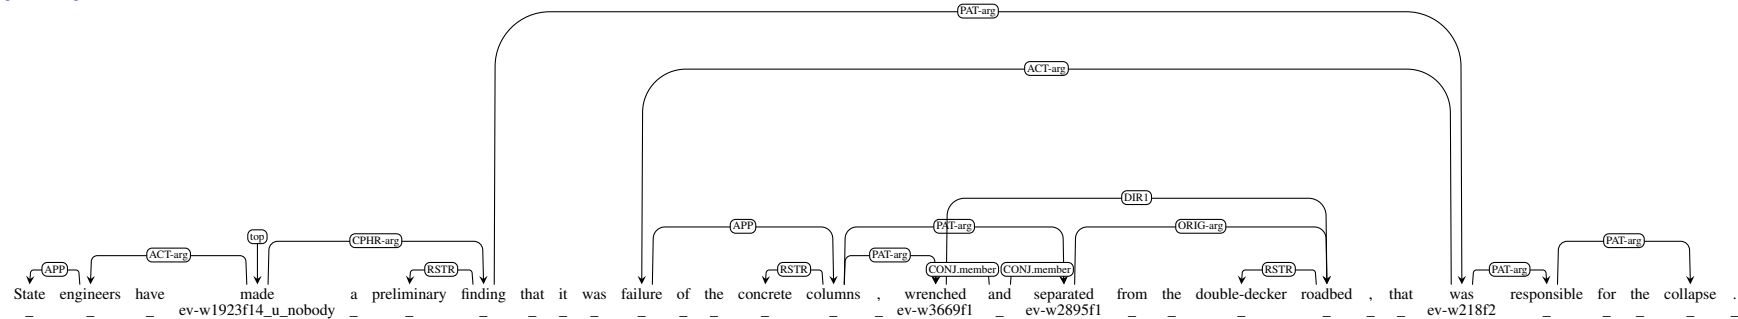 PAT-arg
ACT-arg
DIR1
APP PAT-arg ORIG-arg
top CPHR-arg PAT-arg
ACT-arg PAT-arg
APP RSTR RSTR CONJ.member CONJ.member RSTR PAT-arg
State engineers have made a preliminary finding that it was failure of the concrete columns , wrenched and separated from the double-decker roadbed , that was responsible for the collapse .
_ _ _ ev-w1923f14_u_nobody _ _ _ _ _ _ _ _ _ _ _ _ ev-w3669f1 _ ev-w2895f1 _ _ _ _ _ _ ev-w218f2 _ _ _ _ _